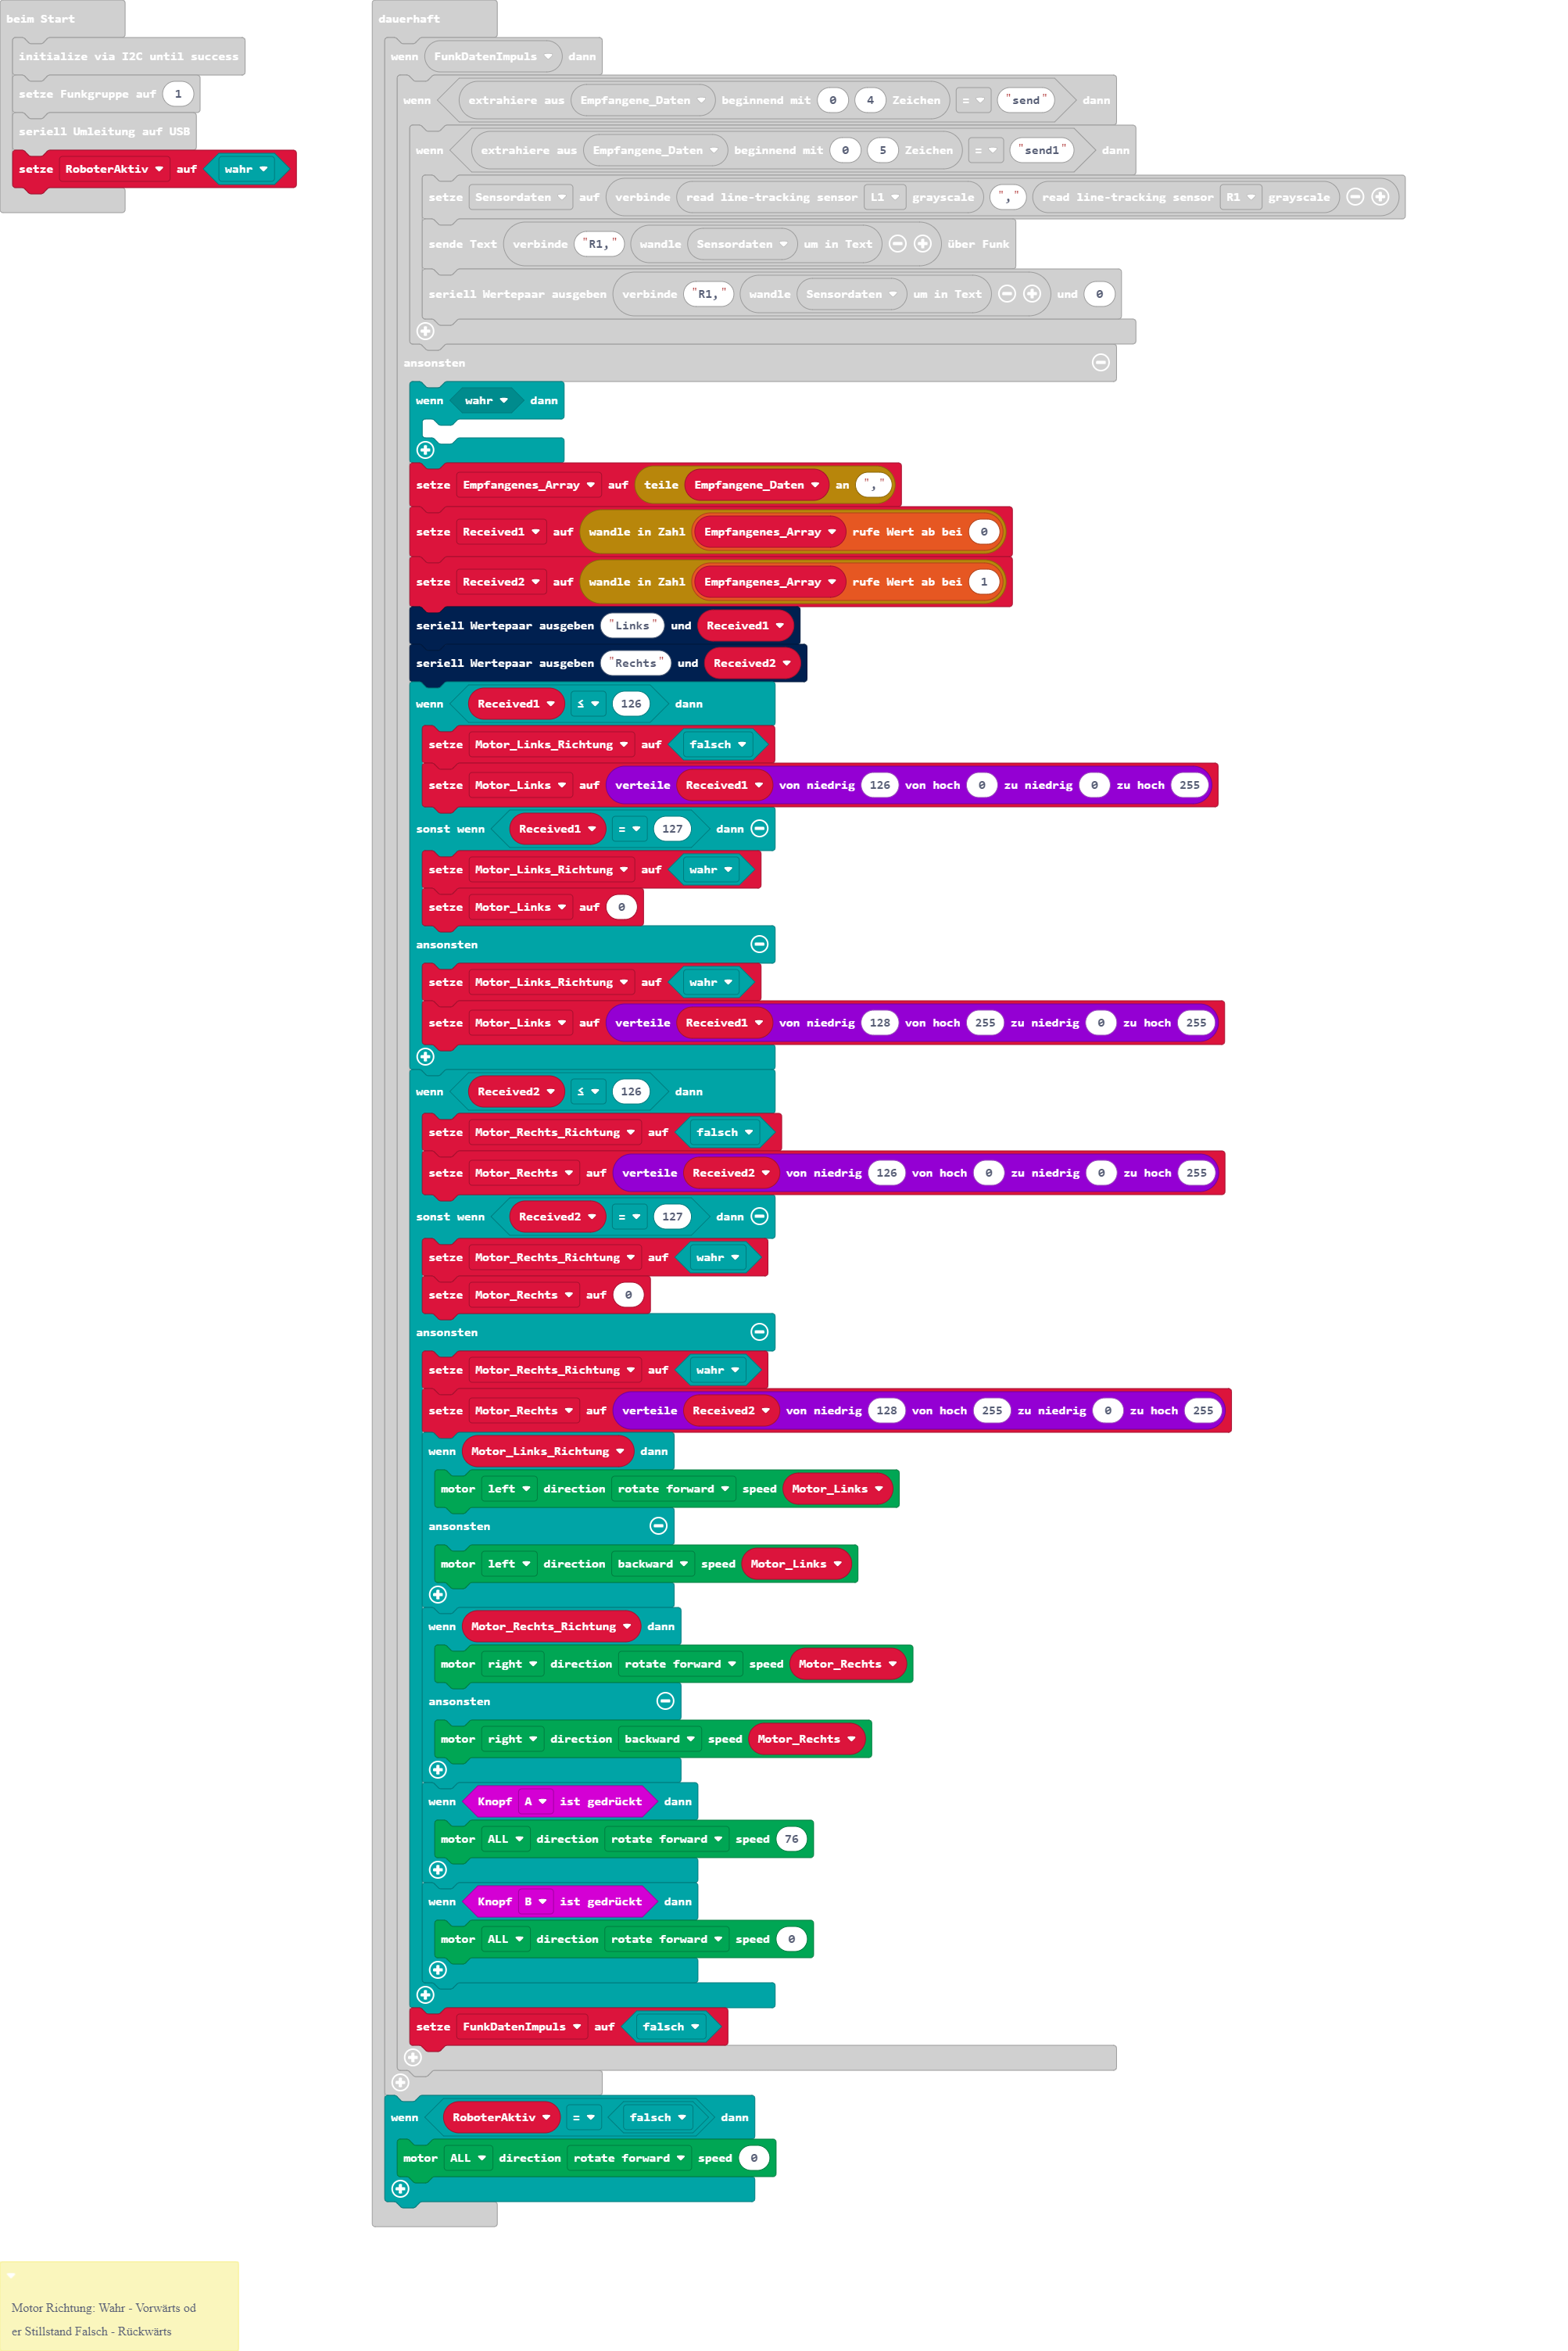 beim Start
initialize via I2C until success
setze Funkgruppe auf 1
seriell Umleitung auf USB
setze RoboterAktiv auf wahr
dauerhaft
wenn FunkDatenImpuls dann
wenn extrahiere aus Empfangene_Daten beginnend mit 0 4 Zeichen = "send" dann
wenn extrahiere aus Empfangene_Daten beginnend mit 0 5 Zeichen = "send1" dann
setze Sensordaten auf verbinde read line-tracking sensor L1 grayscale "," read line-tracking sensor R1 grayscale
sende Text verbinde "R1," wandle Sensordaten um in Text über Funk
seriell Wertepaar ausgeben verbinde "R1," wandle Sensordaten um in Text und 0
ansonsten
wenn wahr dann
setze Empfangenes_Array auf teile Empfangene_Daten an ","
setze Received1 auf wandle in Zahl Empfangenes_Array rufe Wert ab bei 0
setze Received2 auf wandle in Zahl Empfangenes_Array rufe Wert ab bei 1
seriell Wertepaar ausgeben "Links" und Received1
seriell Wertepaar ausgeben "Rechts" und Received2
wenn Received1 ≤ 126 dann
setze Motor_Links_Richtung auf falsch
setze Motor_Links auf verteile Received1 von niedrig 126 von hoch 0 zu niedrig 0 zu hoch 255
sonst wenn Received1 = 127 dann
setze Motor_Links_Richtung auf wahr
setze Motor_Links auf 0
ansonsten
setze Motor_Links_Richtung auf wahr
setze Motor_Links auf verteile Received1 von niedrig 128 von hoch 255 zu niedrig 0 zu hoch 255
wenn Received2 ≤ 126 dann
setze Motor_Rechts_Richtung auf falsch
setze Motor_Rechts auf verteile Received2 von niedrig 126 von hoch 0 zu niedrig 0 zu hoch 255
sonst wenn Received2 = 127 dann
setze Motor_Rechts_Richtung auf wahr
setze Motor_Rechts auf 0
ansonsten
setze Motor_Rechts_Richtung auf wahr
setze Motor_Rechts auf verteile Received2 von niedrig 128 von hoch 255 zu niedrig 0 zu hoch 255
wenn Motor_Links_Richtung dann
motor left direction rotate forward speed Motor_Links
ansonsten
motor left direction backward speed Motor_Links
wenn Motor_Rechts_Richtung dann
motor right direction rotate forward speed Motor_Rechts
ansonsten
motor right direction backward speed Motor_Rechts
wenn Knopf A ist gedrückt dann
motor ALL direction rotate forward speed 76
wenn Knopf B ist gedrückt dann
motor ALL direction rotate forward speed 0
setze FunkDatenImpuls auf falsch
wenn RoboterAktiv = falsch dann
motor ALL direction rotate forward speed 0
Motor Richtung: Wahr - Vorwärts od
er Stillstand Falsch - Rückwärts